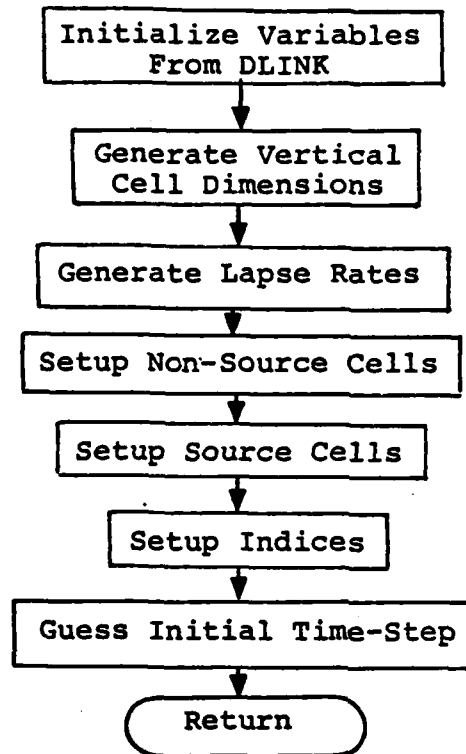 Initialize Variables
From DLINK
Generate Vertical
Cell Dimensions
Generate Lapse Rates
Setup Non-Source Cells
Setup Source Cells
Setup Indices
Guess Initial Time-Step
Return